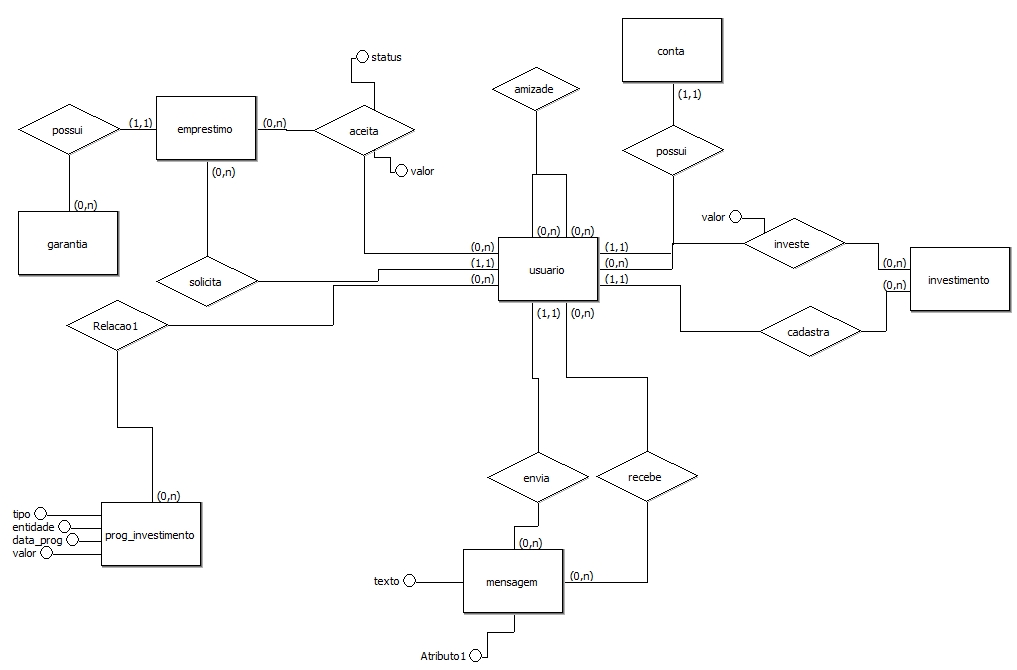 conta
status
(1,1)
amizade
possui
(1,1)
emprestimo
(0,n)
aceita
possui
valor
(0,n)
(0,n)
garantia
valor
investe
(0,n)
(0,n)
(0,n)
(1,1)
(1,1)
(0,n)
usuario
(0,n)
(0,n)
(1,1)
(0,n)
investimento
solicita
(1,1)
(0,n)
Relacao1
cadastra
envia
recebe
(0,n)
tipo
entidade
data_prog
valor
prog_investimento
(0,n)
(0,n)
texto
mensagem
Atributo1